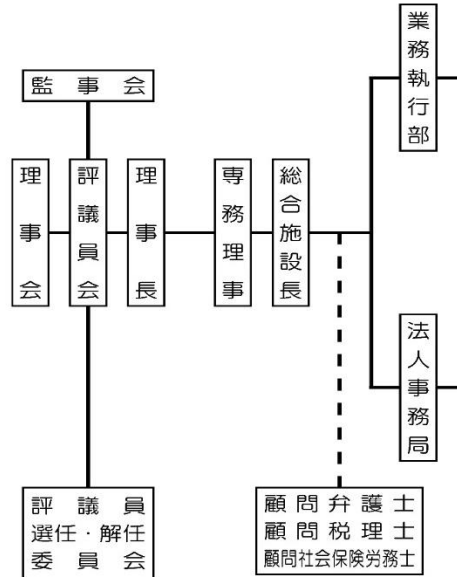 監事会
理事会
評議員会
理事長
専務理事
総合施設長
業務執行部
法人事務局
評議員
選任・解任
委員会
顧問弁護士
顧問税理士
顧問社会保険労務士